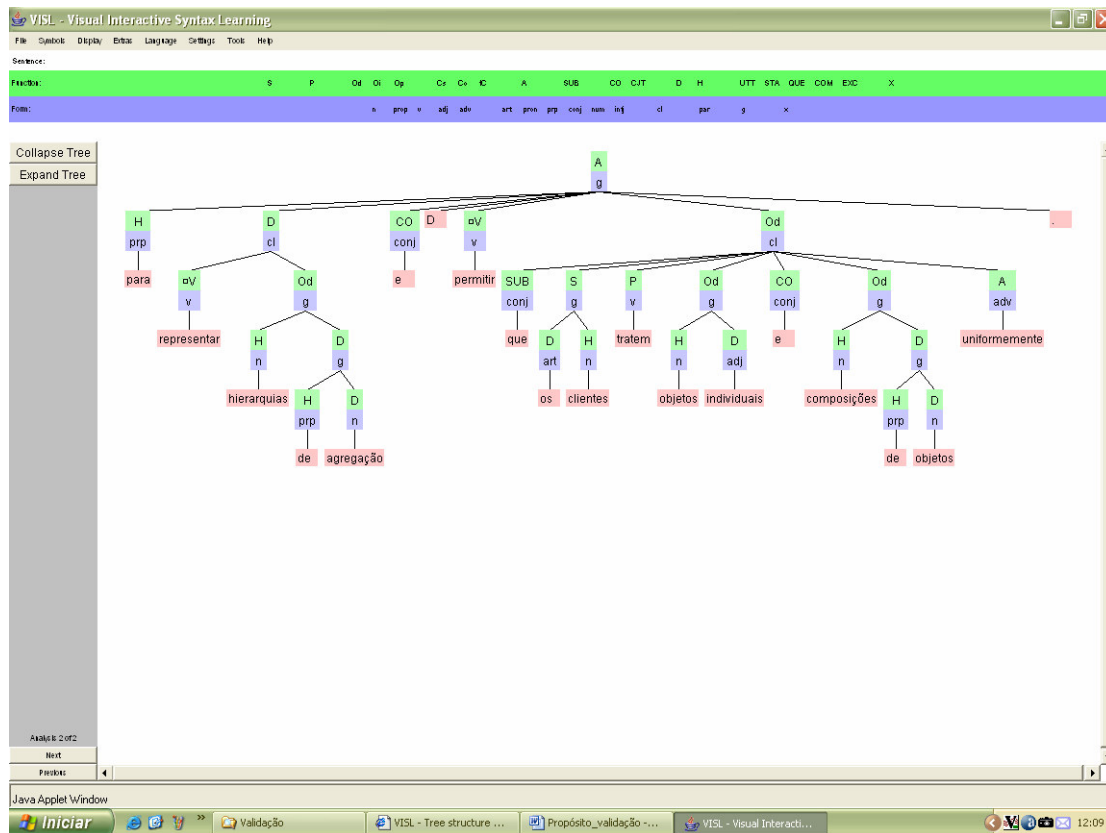 VISL - Visual Interactive Syntax Learning
File Symbols Display Extras Language Settings Tools Help
Sentence:
Function: S P Od Oi Op Cs Co fC A SUB CO CJT D H UTT STA QUE COM EXC X
Form: n prop v adj adv art pron prp conj num intj cl par g x
Collapse Tree
Expand Tree
A
g
H D CO D ¤V Od .
prp cl conj v cl
para e permitir
¤V Od SUB S P Od CO Od A
v g conj g v g conj g adv
representar que tratem e uniformemente
H D D H H D H D
n g art n n adj n g
hierarquias os clientes objetos individuais composições
H D H D
prp n prp n
de agregação de objetos
Analysis 2 of 2
Next
Previous
Java Applet Window
Iniciar » Validação VISL - Tree structure ... Propósito_validação -... VISL - Visual Interacti... 12:09